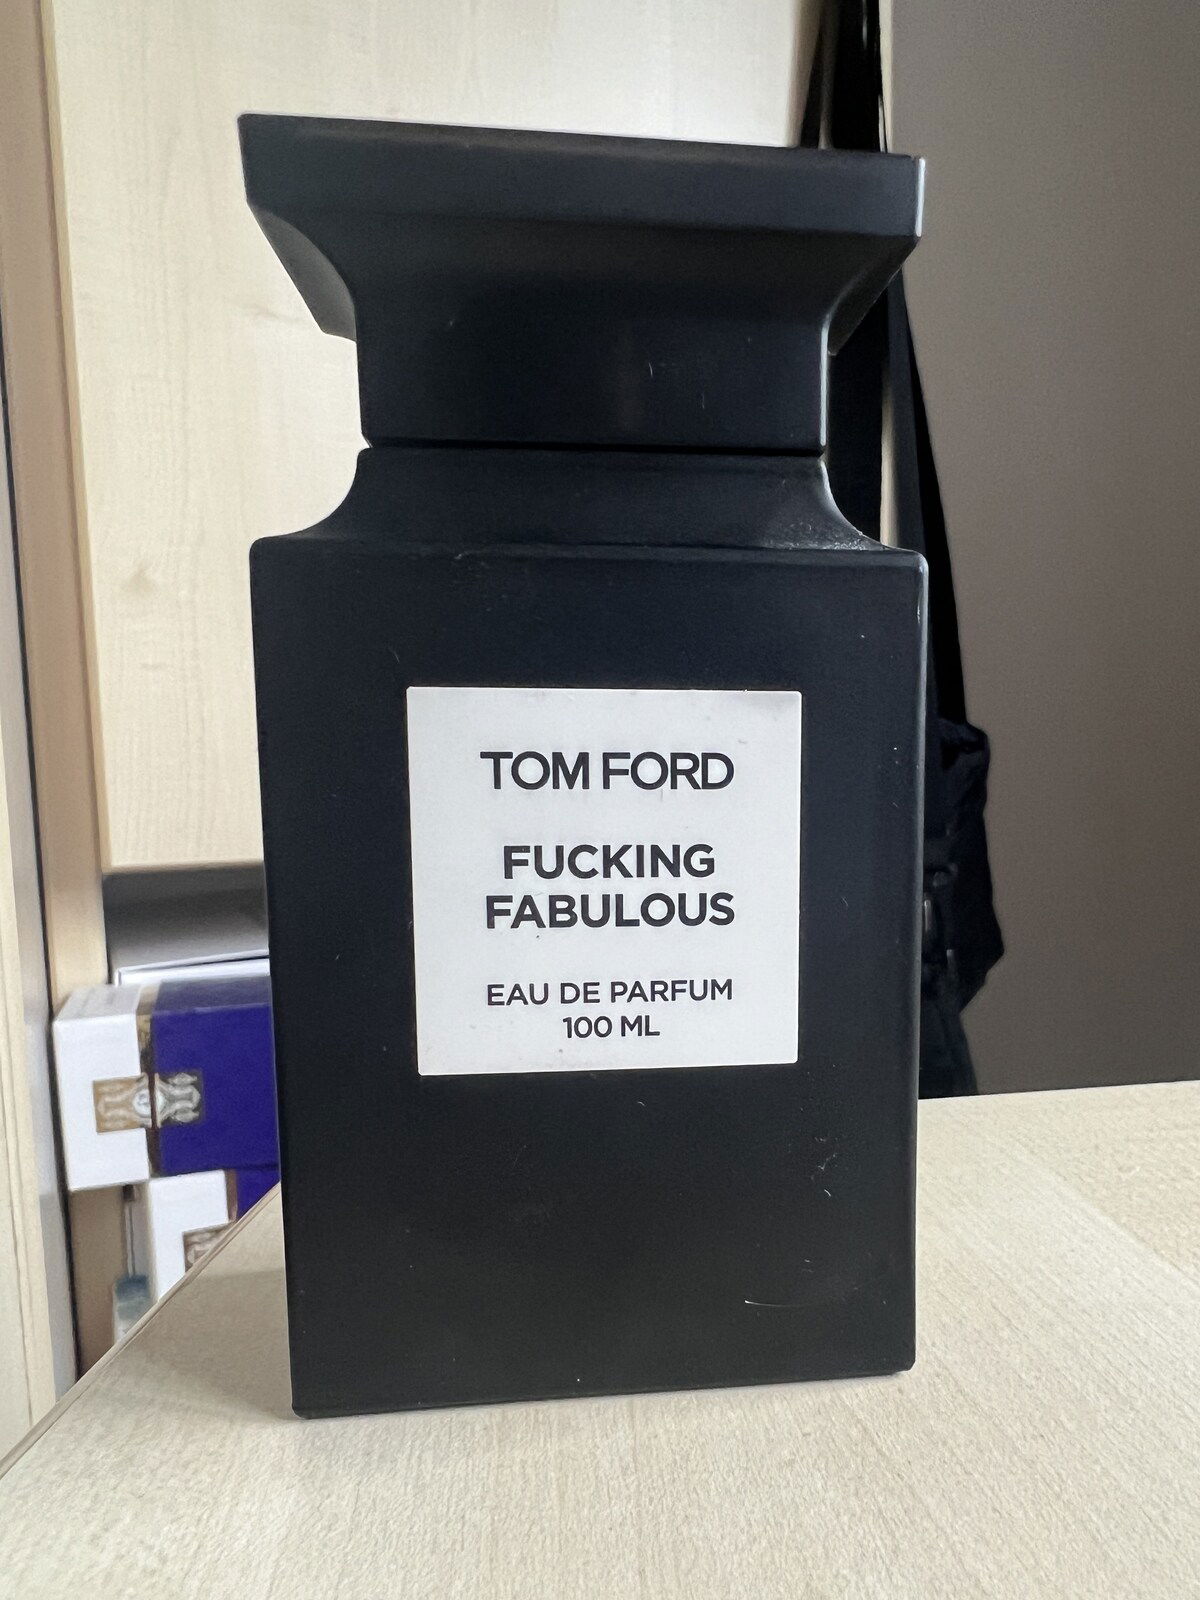 TOM FORD
FUCKING
FABULOUS
EAU DE PARFUM
100 ML